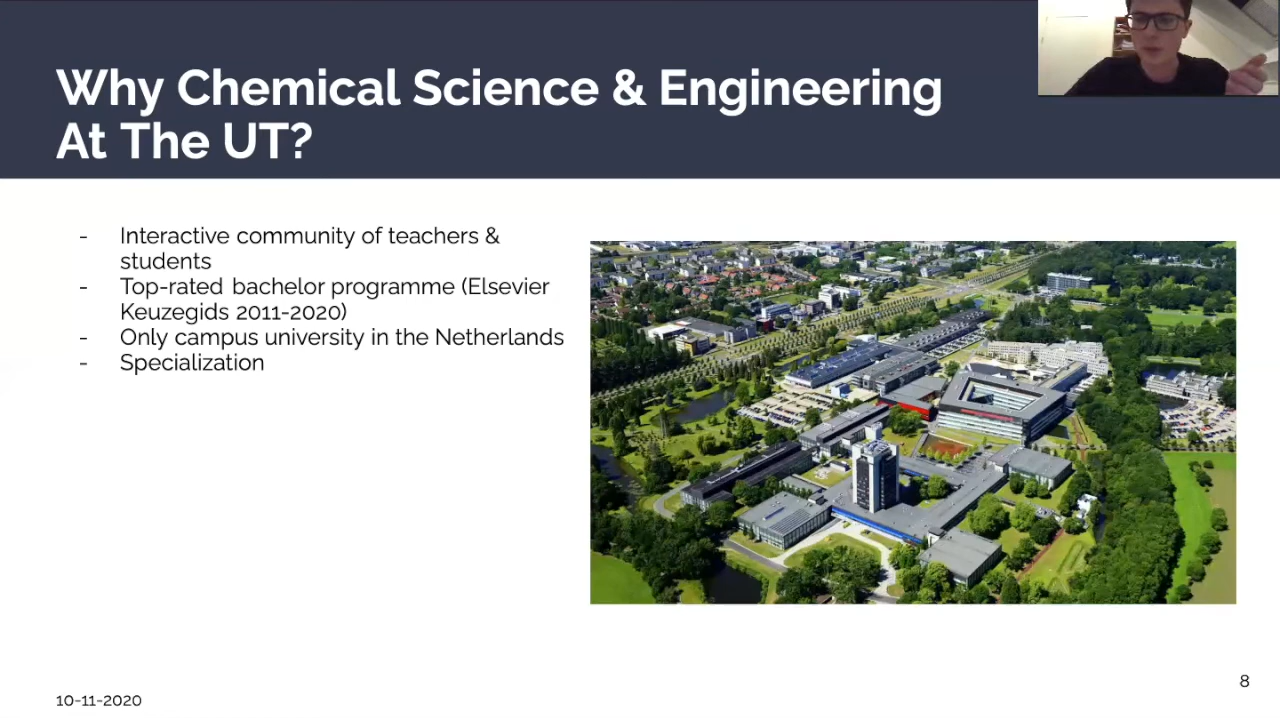 Why Chemical Science & Engineering
At The UT?
- Interactive community of teachers &
students
- Top-rated bachelor programme (Elsevier
Keuzegids 2011-2020)
- Only campus university in the Netherlands
- Specialization
8
10-11-2020